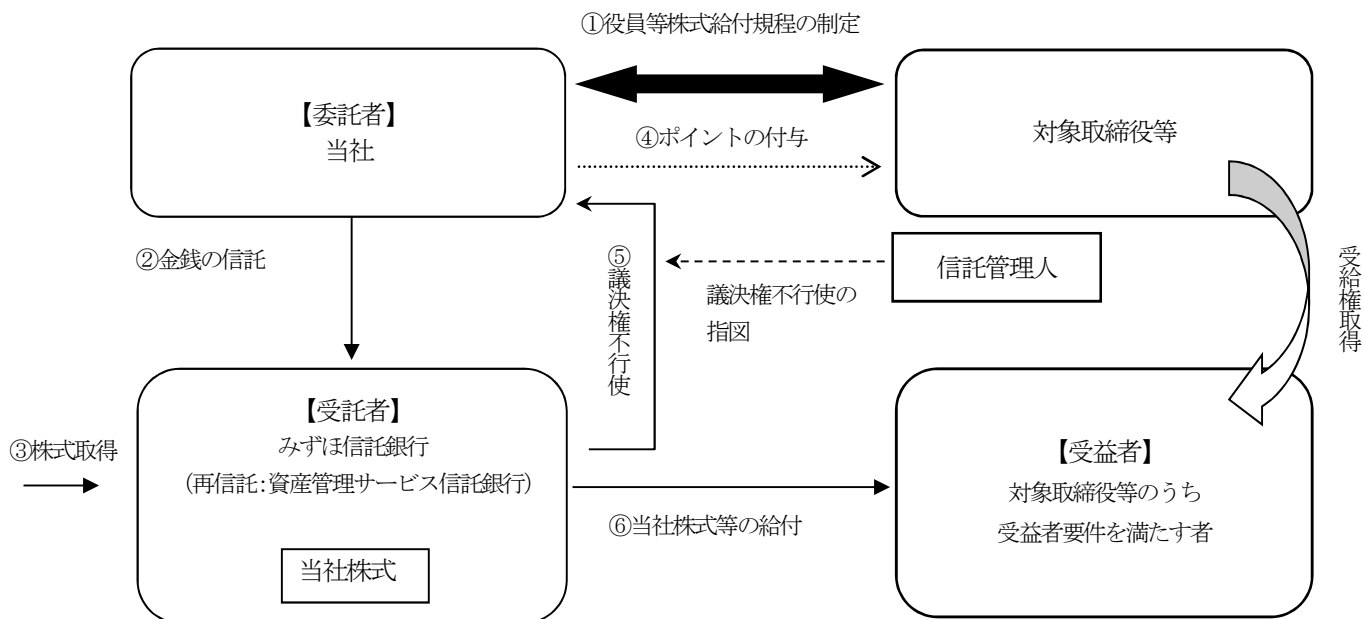 ①役員等株式給付規程の制定
【委託者】
当社
④ポイントの付与
対象取締役等
②金銭の信託
⑤議決権不行使
議決権不行使の
指図
信託管理人
受給権取得
③株式取得
【受託者】
みずほ信託銀行
(再信託:資産管理サービス信託銀行)
当社株式
⑥当社株式等の給付
【受益者】
対象取締役等のうち
受益者要件を満たす者